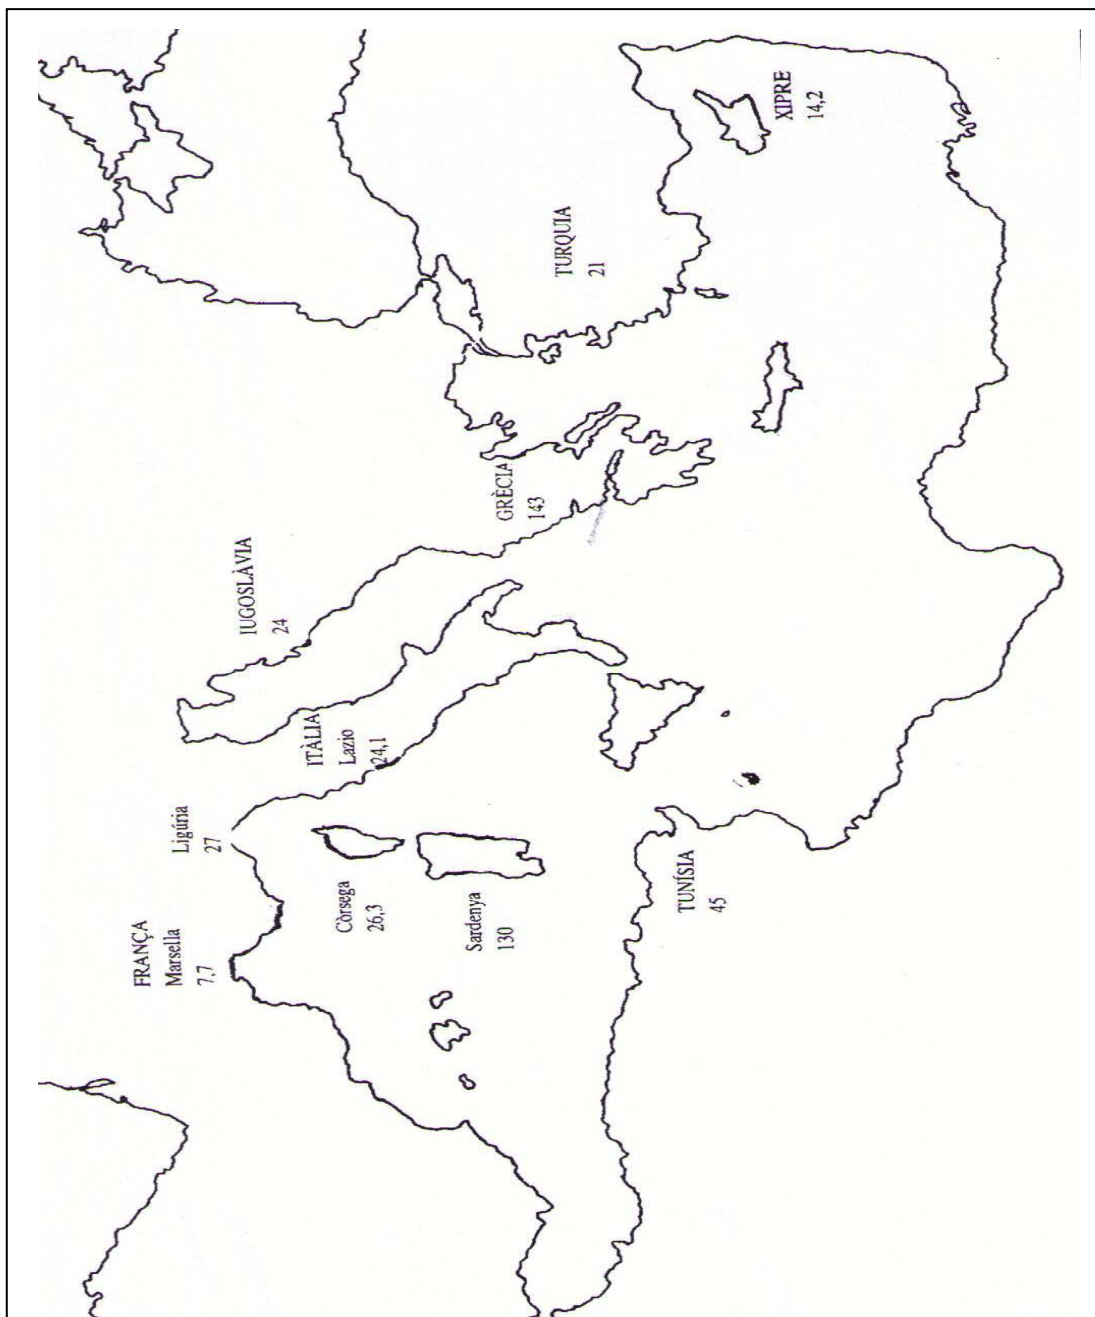 FRANÇA
Marsella
7,7
Ligúria
27
Còrsega
26,3
Sardenya
130
ITÀLIA
Lazio
24,1
IUGOSLÀVIA
24
GRÈCIA
143
TURQUIA
21
XIPRE
14,2
TUNÍSIA
45